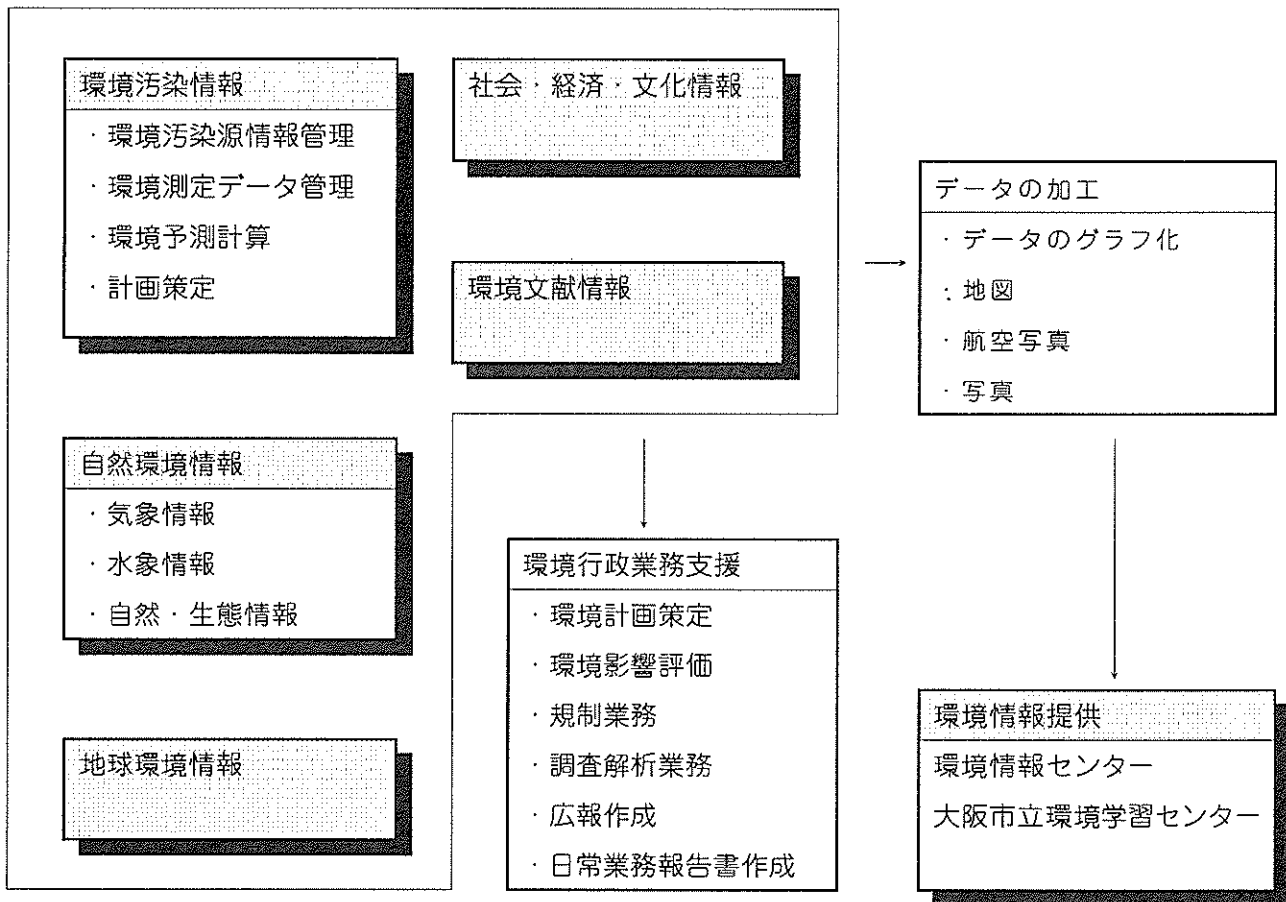 環境汚染情報
・環境汚染源情報管理
・環境測定データ管理
・環境予測計算
・計画策定
社会・経済・文化情報
環境文献情報
自然環境情報
・気象情報
・水象情報
・自然・生態情報
地球環境情報
データの加工
・データのグラフ化
・地図
・航空写真
・写真
環境行政業務支援
・環境計画策定
・環境影響評価
・規制業務
・調査解析業務
・広報作成
・日常業務報告書作成
環境情報提供
環境情報センター
大阪市立環境学習センター